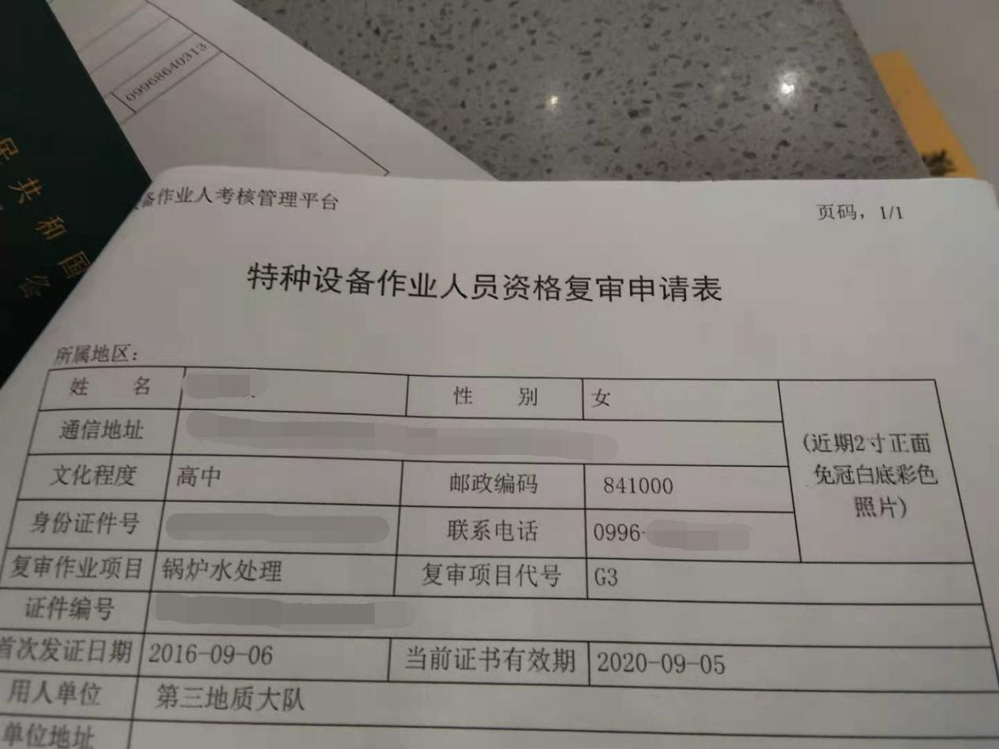 09968640313
民共和国
备作业人考核管理平台
页码，1/1
特种设备作业人员资格复审申请表
所属地区：
姓 名 性 别 女
通信地址
(近期2寸正面
免冠白底彩色
照片)
文化程度 高中 邮政编码 841000
身份证件号 联系电话 0996-
复审作业项目 锅炉水处理 复审项目代号 G3
证件编号
首次发证日期 2016-09-06 当前证书有效期 2020-09-05
用人单位 第三地质大队
单位地址